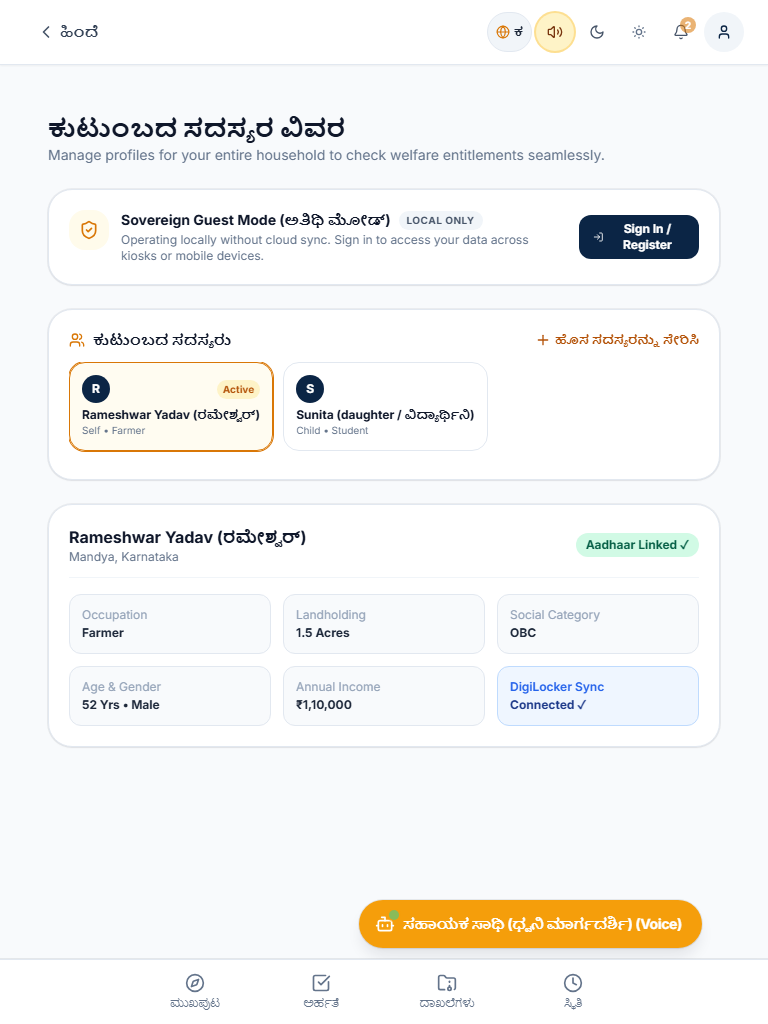 ಹಿಂದೆ
ಕ
2
ಕುಟುಂಬದ ಸದಸ್ಯರ ವಿವರ
Manage profiles for your entire household to check welfare entitlements seamlessly.
Sovereign Guest Mode (ಅತಿಥಿ ಮೋಡ್) LOCAL ONLY
Operating locally without cloud sync. Sign in to access your data across
kiosks or mobile devices.
Sign In /
Register
ಕುಟುಂಬದ ಸದಸ್ಯರು
ಹೊಸ ಸದಸ್ಯರನ್ನು ಸೇರಿಸಿ
R
Active
Rameshwar Yadav (ರಮೇಶ್ವರ್)
Self • Farmer
S
Sunita (daughter / ವಿದ್ಯಾರ್ಥಿನಿ)
Child • Student
Rameshwar Yadav (ರಮೇಶ್ವರ್)
Mandya, Karnataka
Aadhaar Linked ✓
Occupation
Farmer
Landholding
1.5 Acres
Social Category
OBC
Age & Gender
52 Yrs • Male
Annual Income
₹1,10,000
DigiLocker Sync
Connected ✓
ಸಹಾಯಕ ಸಾಥಿ (ಧ್ವನಿ ಮಾರ್ಗದರ್ಶಿ) (Voice)
ಮುಖಪುಟ
ಅರ್ಹತೆ
ದಾಖಲೆಗಳು
ಸ್ಥಿತಿ